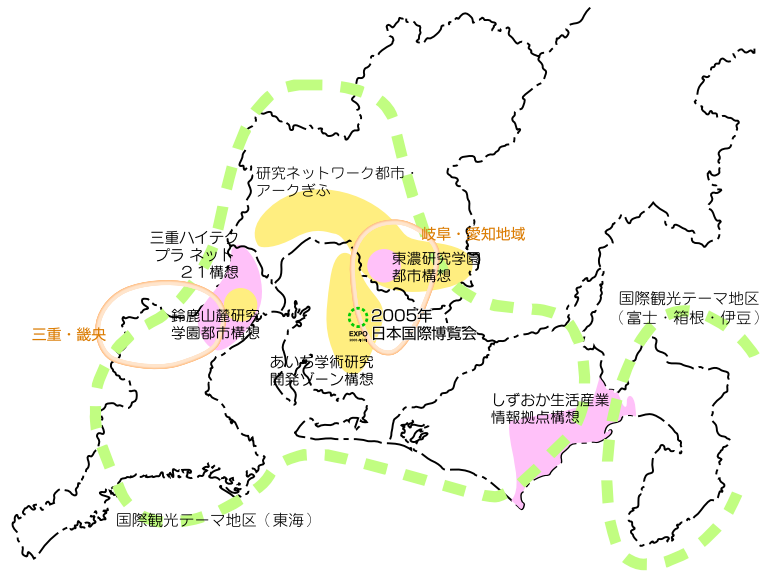 研究ネットワーク都市・
アークぎふ
岐阜・愛知地域
三重ハイテク
プラネット
２１構想
東濃研究学園
都市構想
国際観光テーマ地区
（富士・箱根・伊豆）
鈴鹿山麓研究
学園都市構想
三重・畿央
EXPO
2005年
日本国際博覧会
あいち学術研究
開発ゾーン構想
しずおか生活産業
情報拠点構想
国際観光テーマ地区（東海）